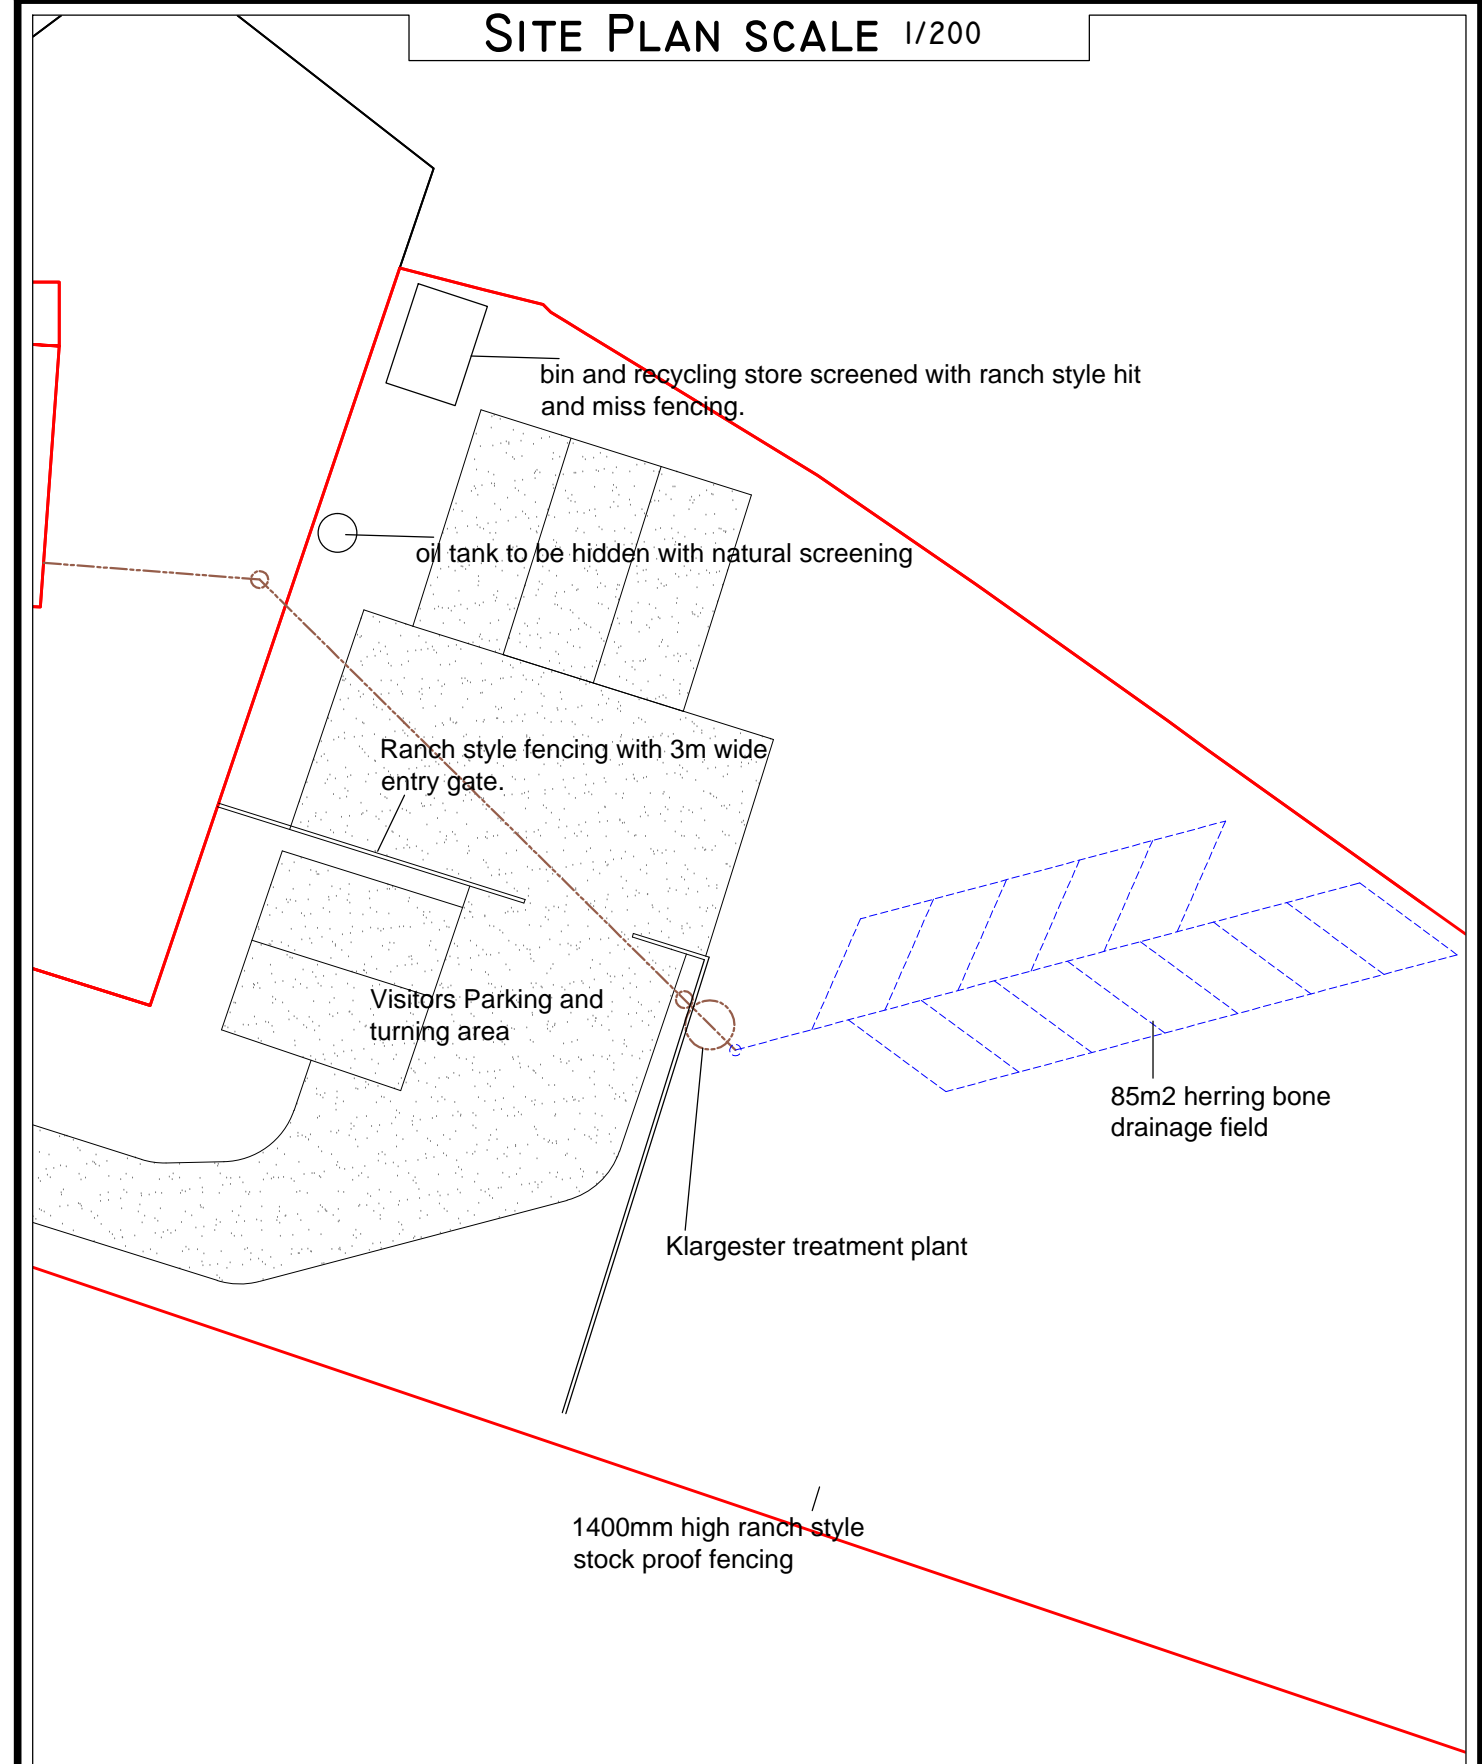 SITE PLAN SCALE 1/200
bin and recycling store screened with ranch style hit
and miss fencing.
oil tank to be hidden with natural screening
Ranch style fencing with 3m wide
entry gate.
Visitors Parking and
turning area
85m2 herring bone
drainage field
Klargester treatment plant
1400mm high ranch style
stock proof fencing